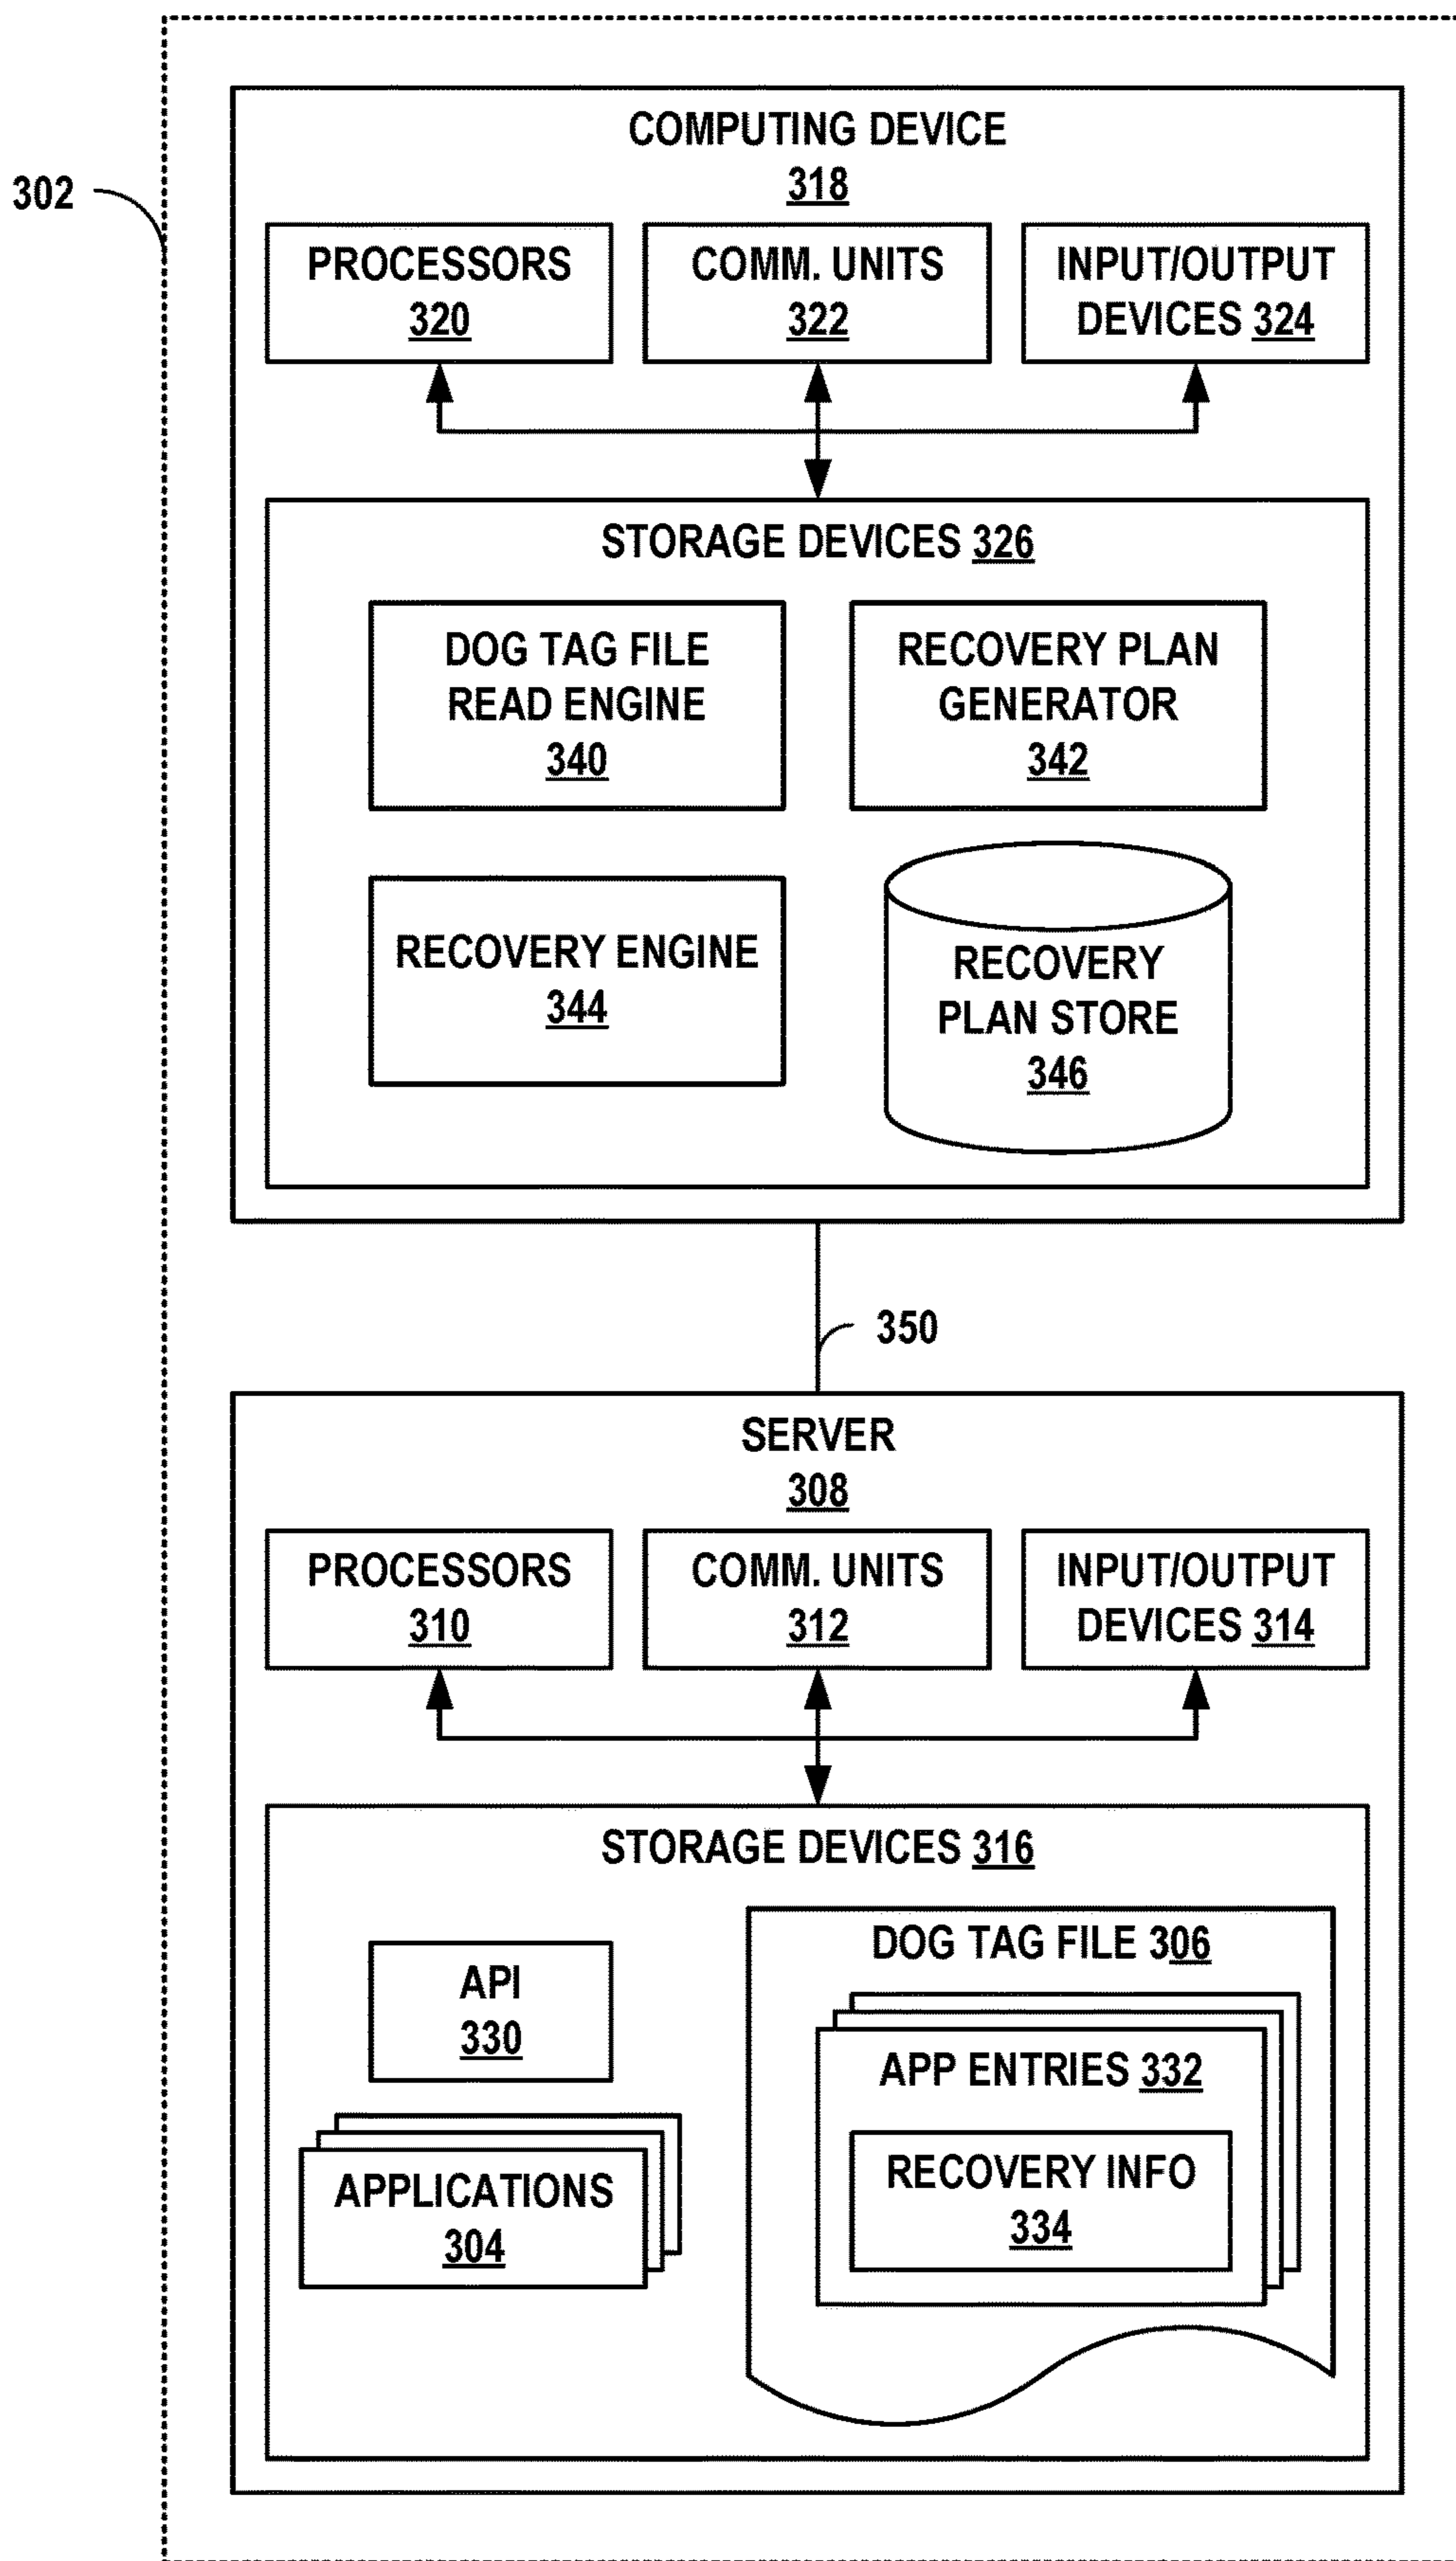 COMPUTING DEVICE
318
302
PROCESSORS
320
COMM. UNITS
322
INPUT/OUTPUT
DEVICES 324
STORAGE DEVICES 326
DOG TAG FILE
READ ENGINE
340
RECOVERY PLAN
GENERATOR
342
RECOVERY ENGINE
344
RECOVERY
PLAN STORE
346
350
SERVER
308
PROCESSORS
310
COMM. UNITS
312
INPUT/OUTPUT
DEVICES 314
STORAGE DEVICES 316
API
330
APPLICATIONS
304
DOG TAG FILE 306
APP ENTRIES 332
RECOVERY INFO
334